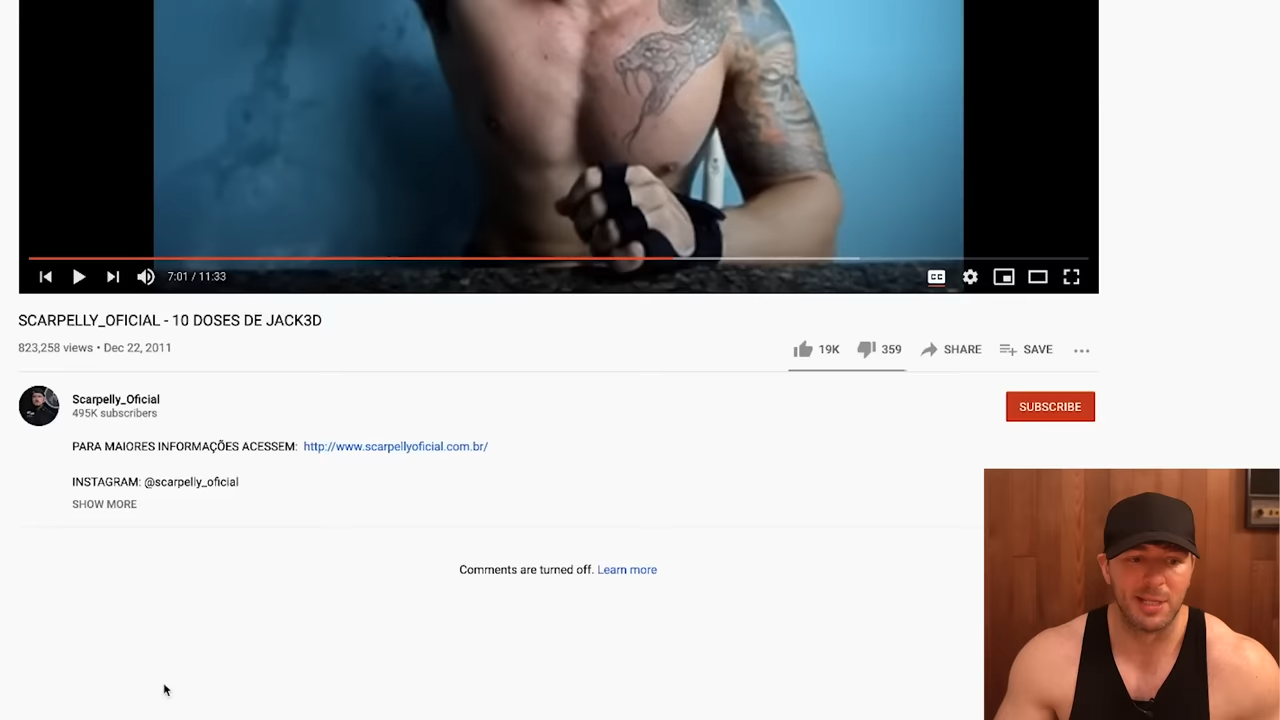 7:01 / 11:33
CC
SCARPELLY_OFICIAL - 10 DOSES DE JACK3D
823,258 views • Dec 22, 2011
19K
359
SHARE
SAVE
Scarpelly_Oficial
495K subscribers
SUBSCRIBE
PARA MAIORES INFORMAÇÕES ACESSEM: http://www.scarpellyoficial.com.br/
INSTAGRAM: @scarpelly_oficial
SHOW MORE
Comments are turned off. Learn more